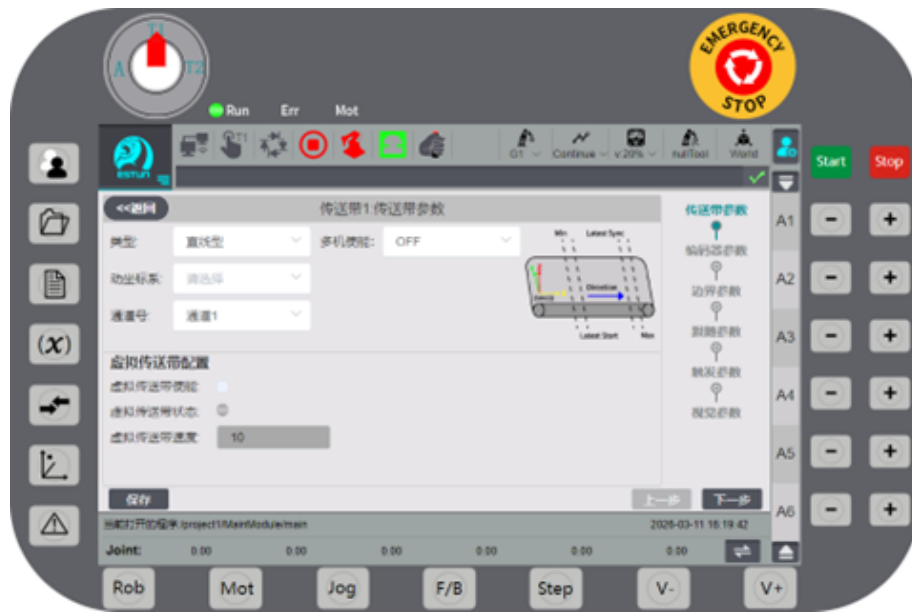 T1
A
T2
EMERGENCY
STOP
Run Err Mot
T1
G1 Continue v:20% nullTool World
ESTUN
Start Stop
<<返回 传送带1:传送带参数 传送带参数
A1 - +
类型: 直线型 多机使能: OFF
Min Latest Sync
编码器参数
动坐标系: 请选择
Direction
边界参数
A2 - +
通道号: 通道1
Latest Start Max
跟随参数
(x)
A3 - +
虚拟传送带配置
触发参数
虚拟传送带使能:
A4 - +
虚拟传送带状态:
视觉参数
虚拟传送带速度: 10
A5 - +
保存 上一步 下一步
A6 - +
当前打开的程序:/project1/MainModule/main 2026-03-11 16:19:42
Joint: 0.00 0.00 0.00 0.00 0.00 0.00
Rob Mot Jog F/B Step V- V+